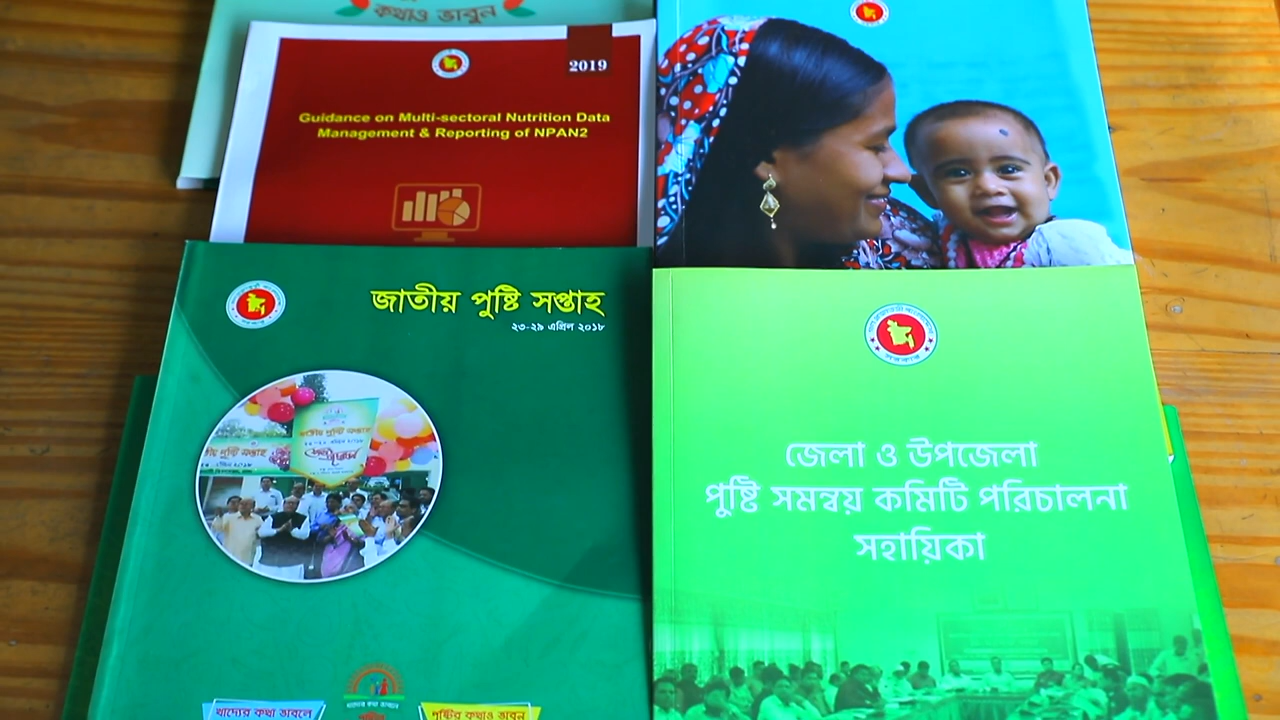 কথাও ভাবুন
2019
Guidance on Multi-sectoral Nutrition Data
Management & Reporting of NPAN2
জাতীয় পুষ্টি সপ্তাহ
২৩-২৯ এপ্রিল ২০১৮
জাতীয় পুষ্টি সপ্তাহ
খাদ্যের কথা ভাবলে
পুষ্টির কথাও ভাবুন
জেলা ও উপজেলা
পুষ্টি সমন্বয় কমিটি পরিচালনা
সহায়িকা